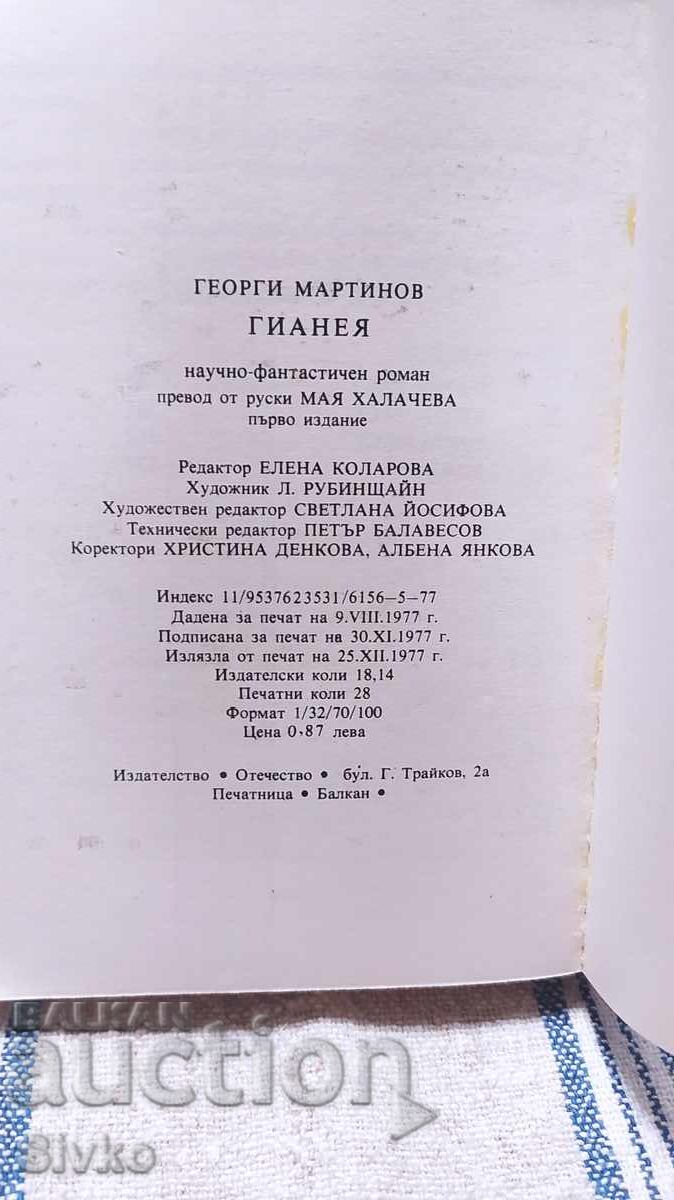 ГЕОРГИ МАРТИНОВ
ГИАНЕЯ
научно-фантастичен роман
превод от руски МАЯ ХАЛАЧЕВА
първо издание
Редактор ЕЛЕНА КОЛАРОВА
Художник Л. РУБИНЩАЙН
Художествен редактор СВЕТЛАНА ЙОСИФОВА
Технически редактор ПЕТЪР БАЛАВЕСОВ
Коректори ХРИСТИНА ДЕНКОВА, АЛБЕНА ЯНКОВА
Индекс 11/9537623531/6156–5–77
Дадена за печат на 9.VIII.1977 г.
Подписана за печат на 30.XI.1977 г.
Излязла от печат на 25.XII.1977 г.
Издателски коли 18,14
Печатни коли 28
Формат 1/32/70/100
Цена 0,87 лева
Издателство • Отечество • бул. Г. Трайков, 2а
Печатница • Балкан •
BALKAN
auction
Sivko